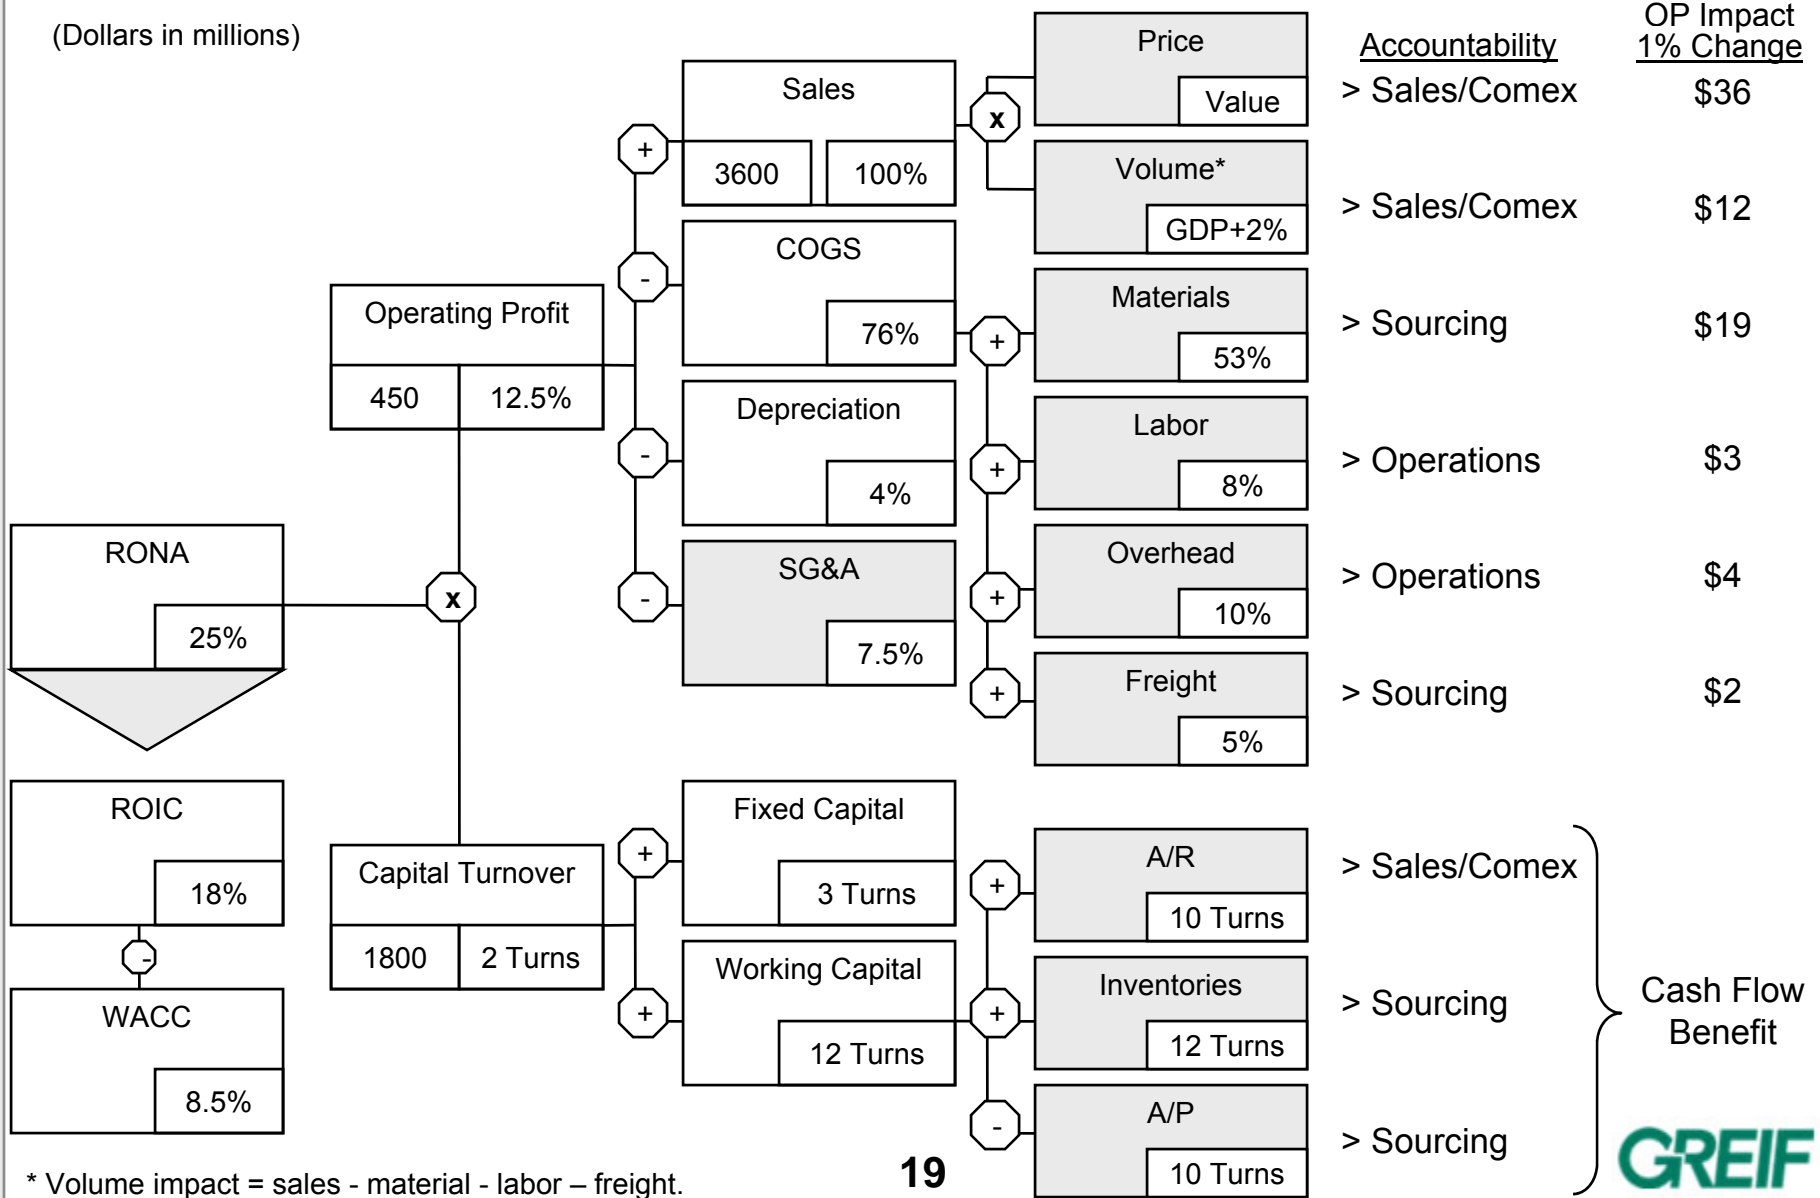 (Dollars in millions)
Accountability
OP Impact
1% Change
Price
Value
> Sales/Comex
$36
Sales
3600
100%
+
x
Volume*
GDP+2%
> Sales/Comex
$12
COGS
76%
-
Operating Profit
450
12.5%
Materials
53%
+
> Sourcing
$19
Depreciation
4%
-
Labor
8%
+
> Operations
$3
SG&A
7.5%
-
Overhead
10%
+
> Operations
$4
RONA
25%
x
Freight
5%
+
> Sourcing
$2
ROIC
18%
-
WACC
8.5%
Capital Turnover
1800
2 Turns
Fixed Capital
3 Turns
+
Working Capital
12 Turns
+
A/R
10 Turns
+
> Sales/Comex
Inventories
12 Turns
+
> Sourcing
A/P
10 Turns
-
> Sourcing
Cash Flow
Benefit
* Volume impact = sales - material - labor – freight.
19
GREIF